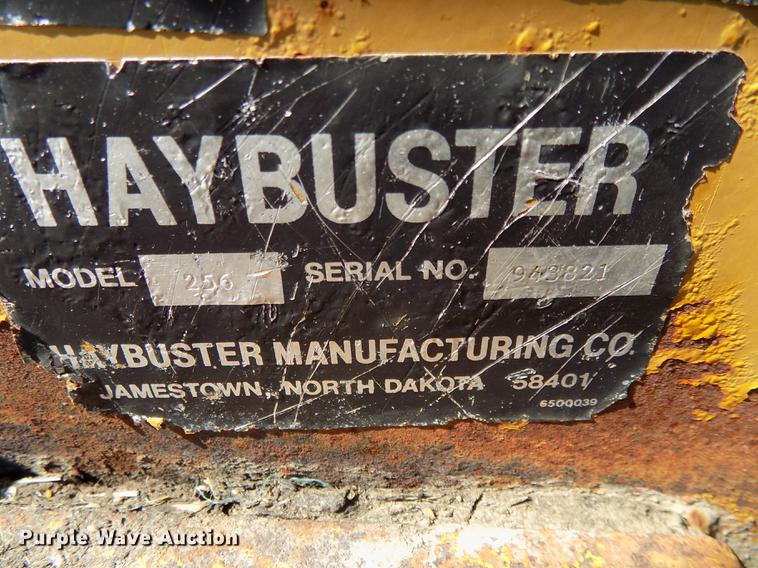 HAYBUSTER
MODEL 256 SERIAL NO. 943821
HAYBUSTER MANUFACTURING CO.
JAMESTOWN, NORTH DAKOTA 58401
6500039
Purple Wave Auction